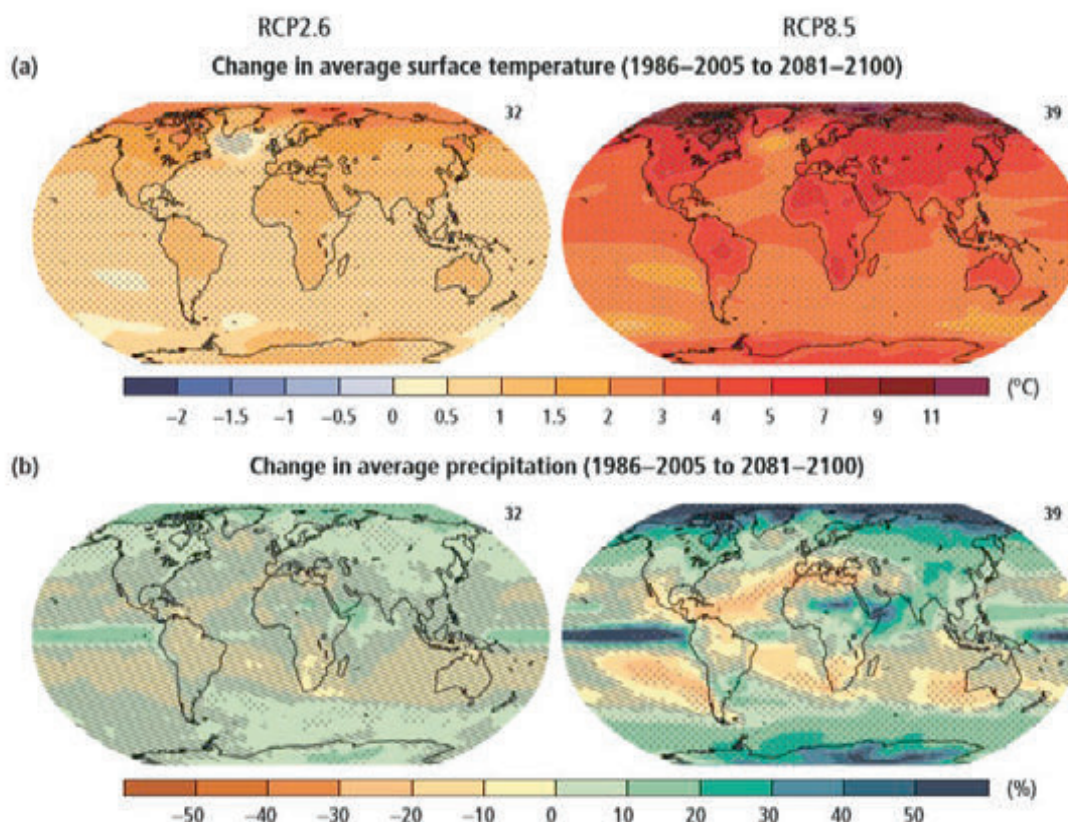 RCP2.6 RCP8.5
(a) Change in average surface temperature (1986–2005 to 2081–2100)
32 39
−2 −1.5 −1 −0.5 0 0.5 1 1.5 2 3 4 5 7 9 11 (°C)
(b) Change in average precipitation (1986–2005 to 2081–2100)
32 39
−50 −40 −30 −20 −10 0 10 20 30 40 50 (%)